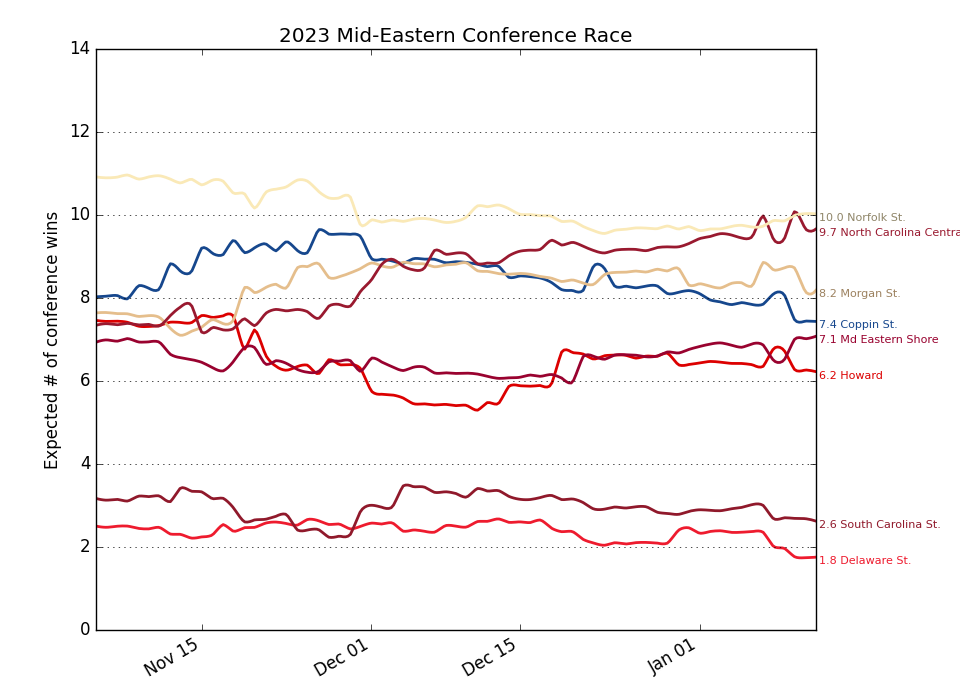 2023 Mid-Eastern Conference Race
14
12
10
8
6
4
2
0
Expected # of conference wins
Nov 15
Dec 01
Dec 15
Jan 01
10.0 Norfolk St.
9.7 North Carolina Centra
8.2 Morgan St.
7.4 Coppin St.
7.1 Md Eastern Shore
6.2 Howard
2.6 South Carolina St.
1.8 Delaware St.